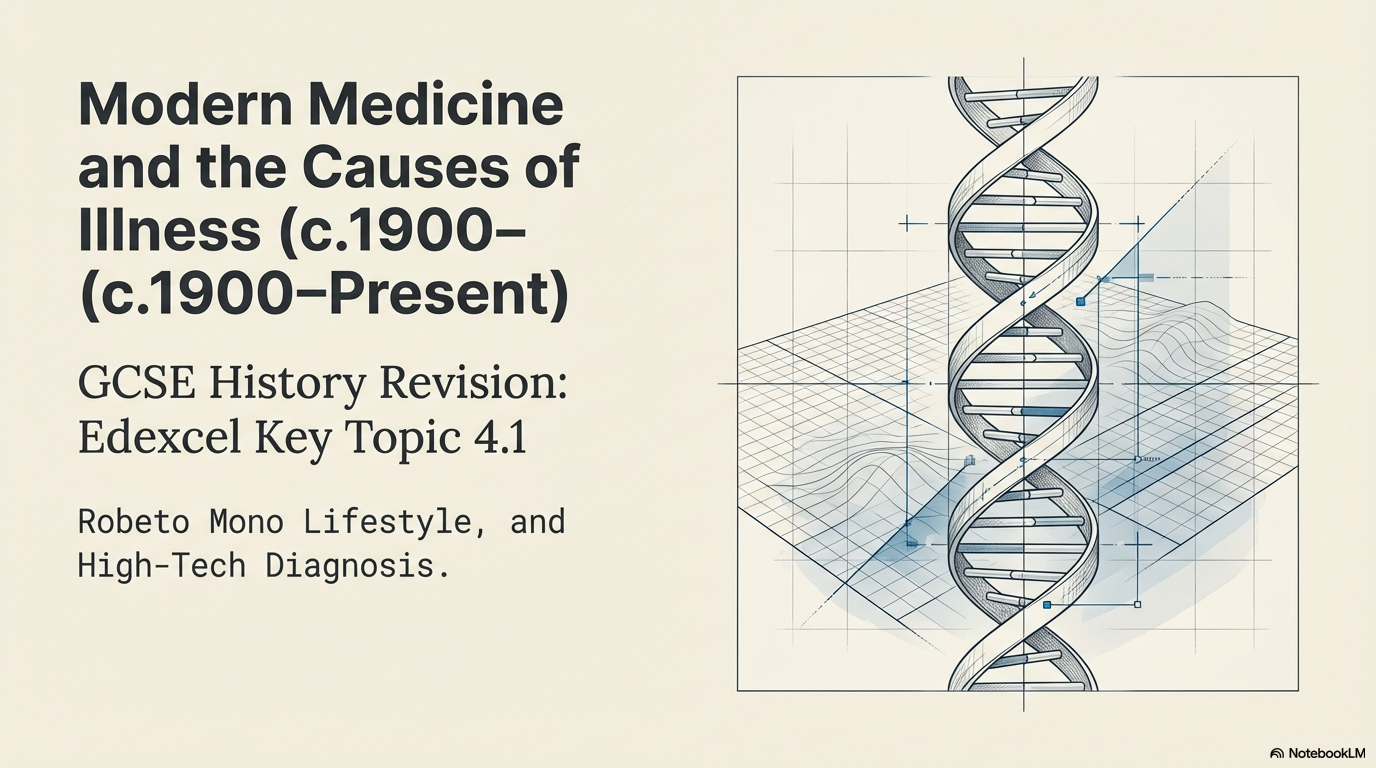 Modern Medicine
and the Causes of
Illness (c.1900–
(c.1900–Present)
GCSE History Revision:
Edexcel Key Topic 4.1
Robeto Mono Lifestyle, and
High-Tech Diagnosis.
NotebookLM